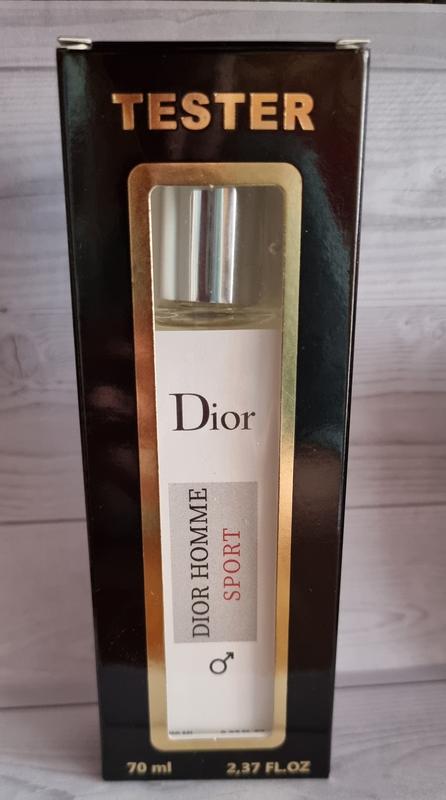 TESTER
Dior
DIOR HOMME
SPORT
70 ml 2,37 FL.OZ